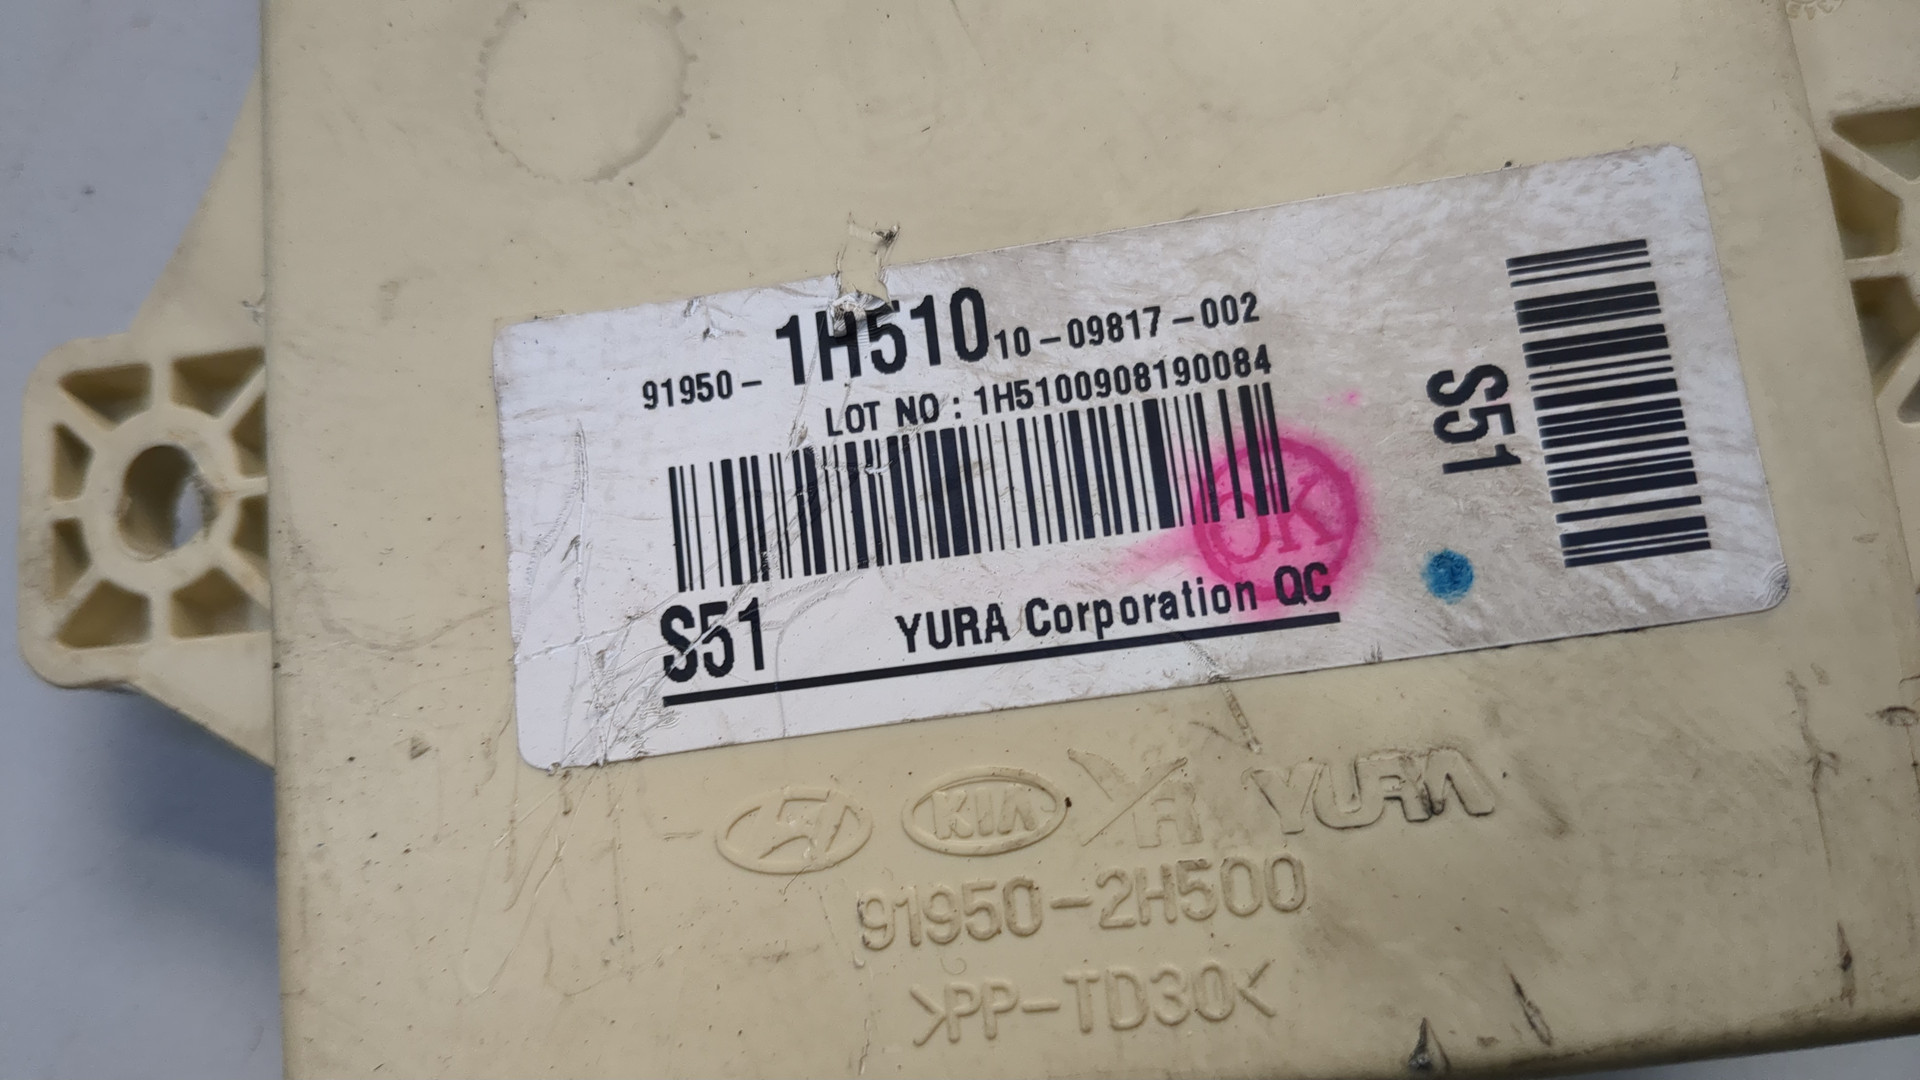 91950-1H510 10-09817-002
LOT NO : 1H5100908190084
S51
OK
S51 YURA Corporation QC
KIA YURA
91950-2H500
>PP-TD30<